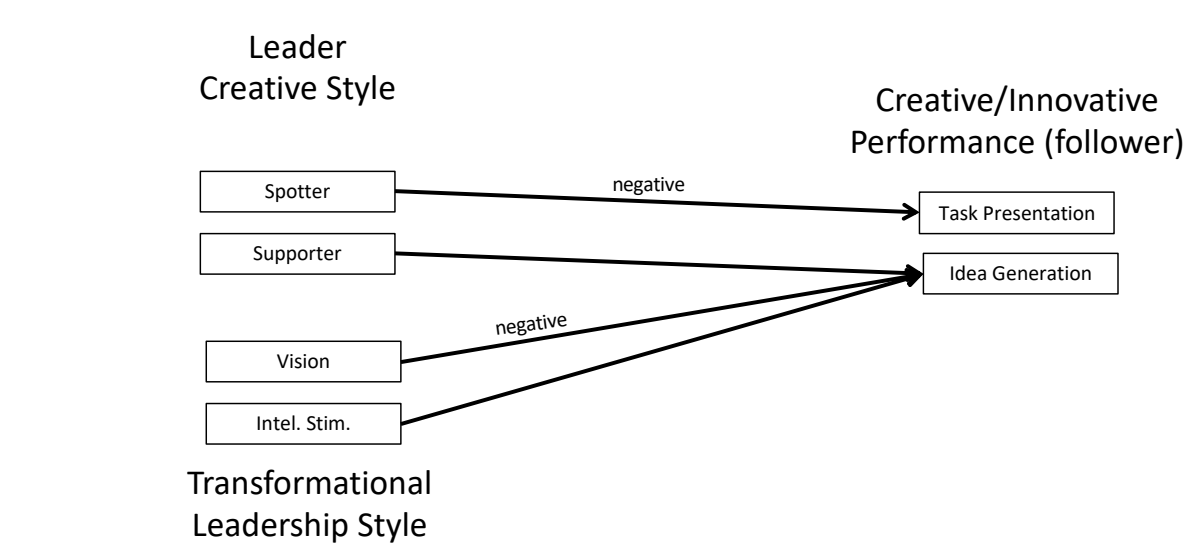 Leader
Creative Style
Creative/Innovative
Performance (follower)
Spotter
negative
Task Presentation
Supporter
Idea Generation
negative
Vision
Intel. Stim.
Transformational
Leadership Style